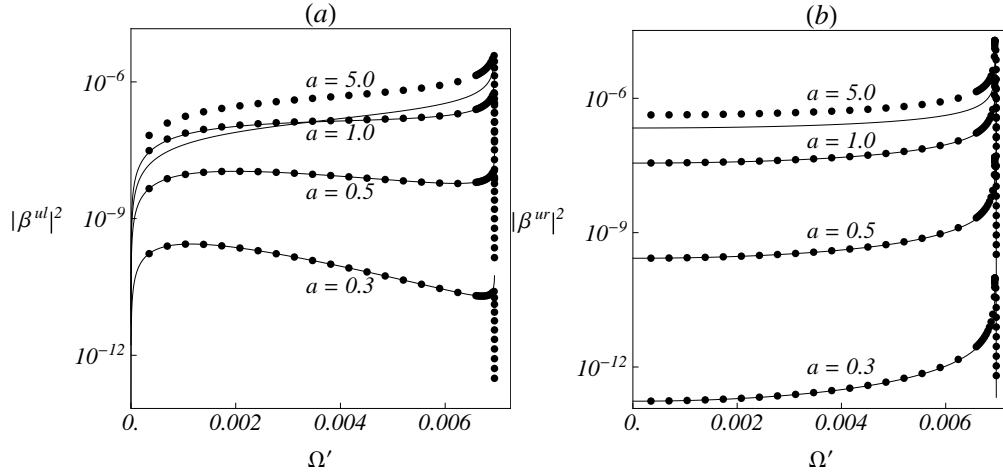 (a)
10⁻⁶
10⁻⁹
10⁻¹²
|β^{ul}|²
a = 5.0
a = 1.0
a = 0.5
a = 0.3
0.
0.002
0.004
0.006
Ω′
(b)
10⁻⁶
10⁻⁹
10⁻¹²
|β^{ur}|²
a = 5.0
a = 1.0
a = 0.5
a = 0.3
0.
0.002
0.004
0.006
Ω′